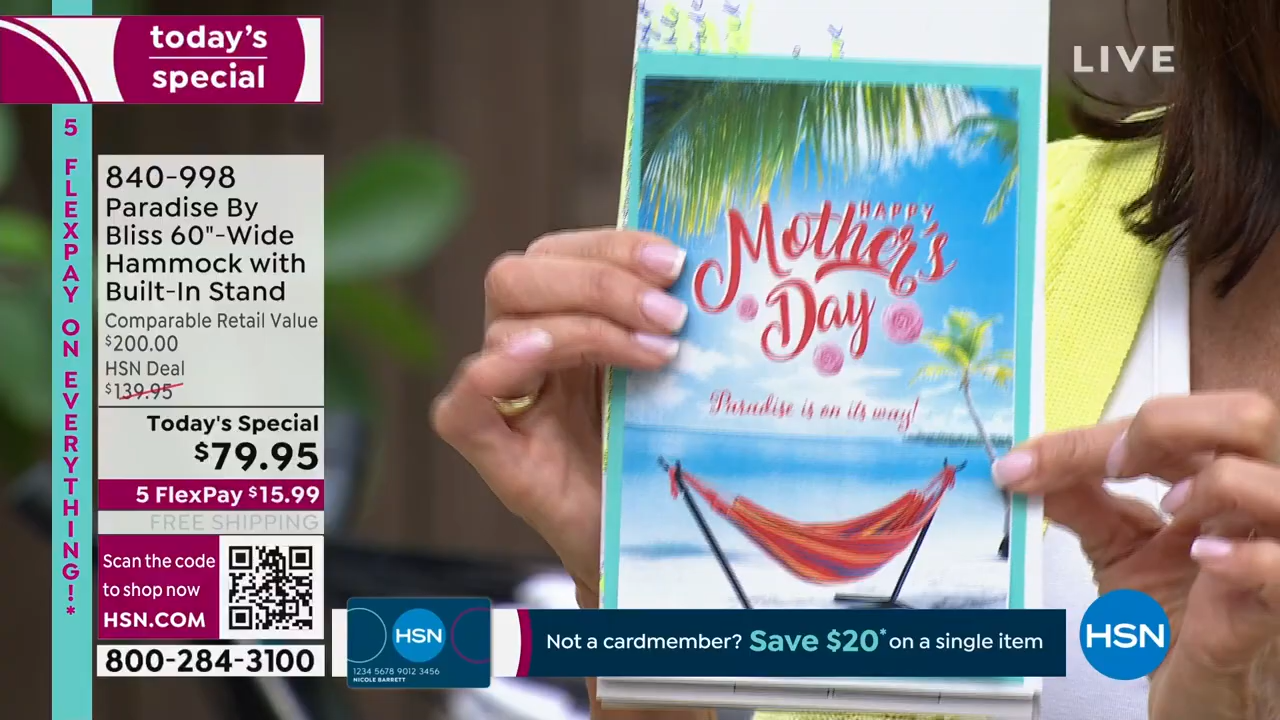 today's
special
LIVE
5 FLEXPAY ON EVERYTHING!*
840-998
Paradise By
Bliss 60"-Wide
Hammock with
Built-In Stand
Comparable Retail Value
$200.00
HSN Deal
$139.95
Today's Special
$79.95
5 FlexPay $15.99
FREE SHIPPING
Scan the code
to shop now
HSN.COM
800-284-3100
HAPPY
Mother's
Day
Paradise is on its way!
HSN
1234 5678 9012 3456
NICOLE BARRETT
Not a cardmember? Save $20* on a single item
HSN